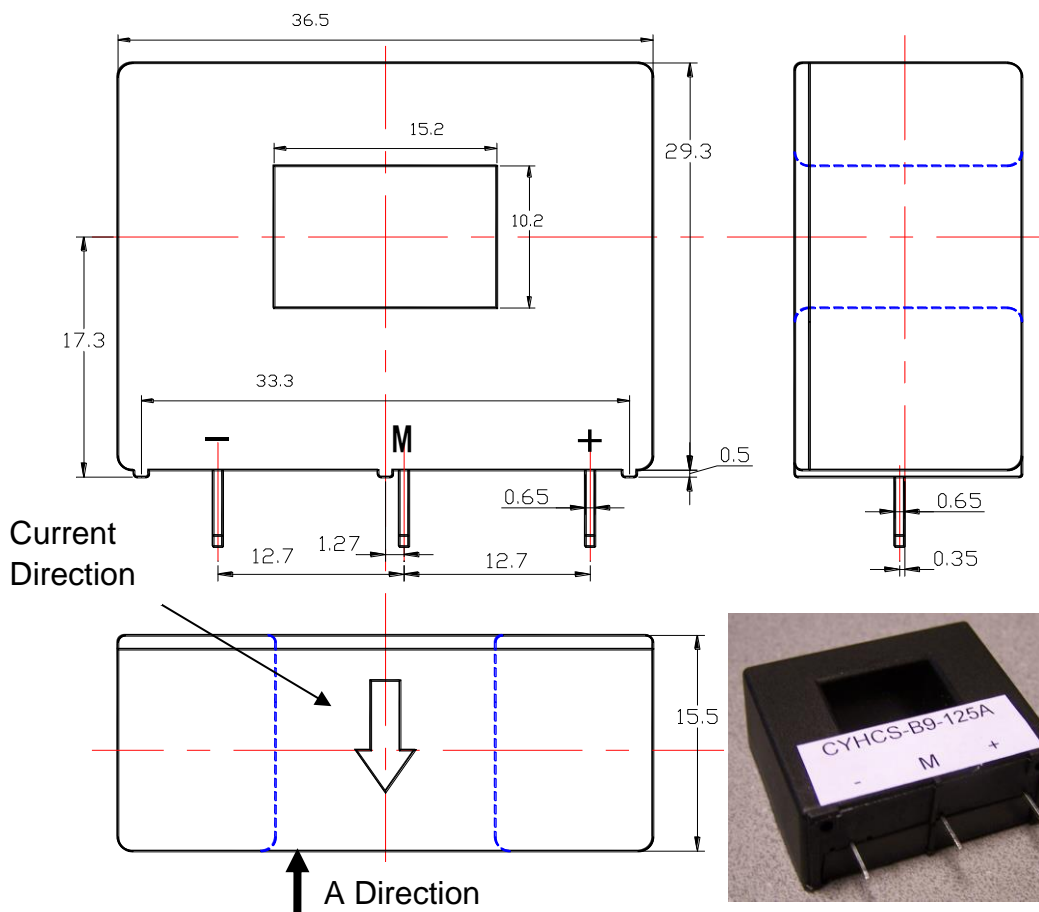 36.5
15.2
29.3
10.2
17.3
33.3
— M +
0.5
0.65
0.65
Current
Direction
12.7
1.27
12.7
0.35
15.5
CYHCS-B9-125A
- M +
A Direction